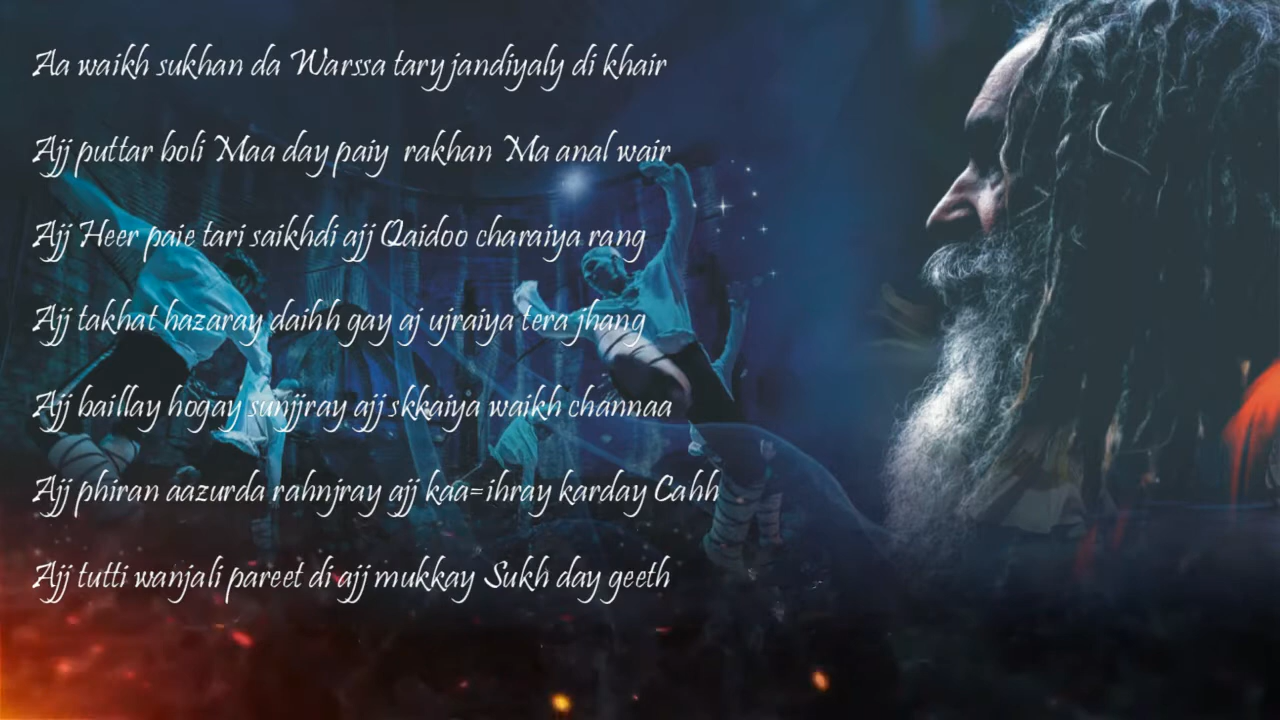 Aa waikh sukhan da Warssa tary jandiyaly di khair
Ajj puttar boli Maa day paiy rakhan Ma anal wair
Ajj Heer paie tari saikhdi ajj Qaidoo charaiya rang
Ajj takhat hazaray daihh gay aj ujraiya tera jhang
Ajj baillay hogay sunjjray ajj skkaiya waikh channaa
Ajj phiran aazurda rahnjray ajj kaa=ihray karday Cahh
Ajj tutti wanjali pareet di ajj mukkay Sukh day geeth